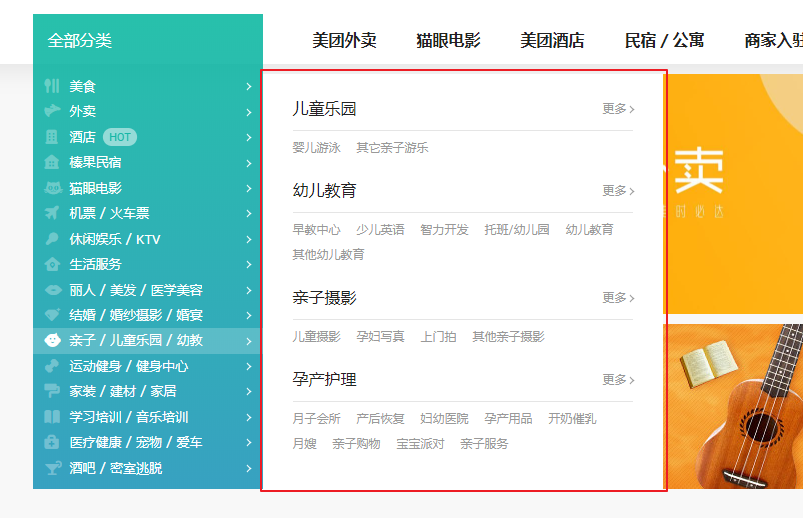 全部分类
美团外卖 猫眼电影 美团酒店 民宿 / 公寓 商家入驻
美食
外卖
酒店 HOT
榛果民宿
猫眼电影
机票 / 火车票
休闲娱乐 / KTV
生活服务
丽人 / 美发 / 医学美容
结婚 / 婚纱摄影 / 婚宴
亲子 / 儿童乐园 / 幼教
运动健身 / 健身中心
家装 / 建材 / 家居
学习培训 / 音乐培训
医疗健康 / 宠物 / 爱车
酒吧 / 密室逃脱
儿童乐园 更多
婴儿游泳 其它亲子游乐
幼儿教育 更多
早教中心 少儿英语 智力开发 托班/幼儿园 幼儿教育
其他幼儿教育
亲子摄影 更多
儿童摄影 孕妇写真 上门拍 其他亲子摄影
孕产护理 更多
月子会所 产后恢复 妇幼医院 孕产用品 开奶催乳
月嫂 亲子购物 宝宝派对 亲子服务
卖
时必达